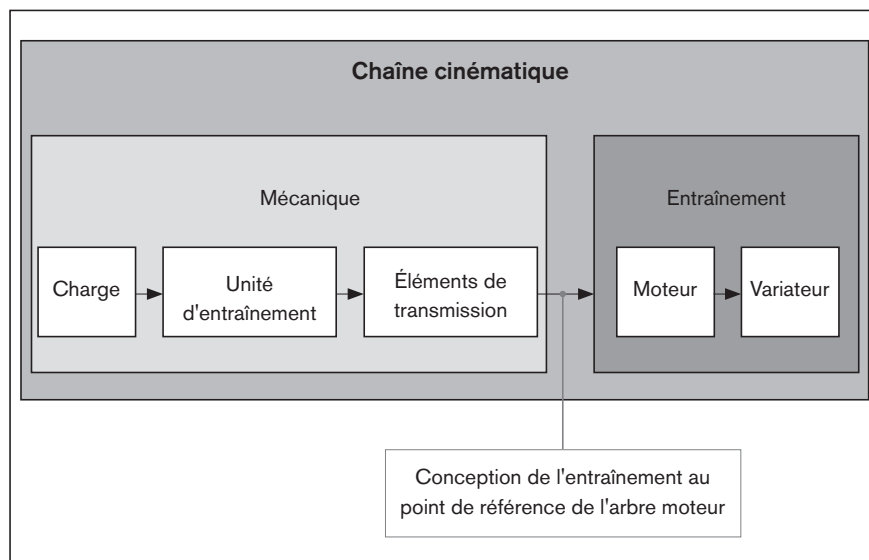 Chaîne cinématique
Mécanique
Entraînement
Charge
Unité
d'entraînement
Éléments de
transmission
Moteur
Variateur
Conception de l'entraînement au
point de référence de l'arbre moteur